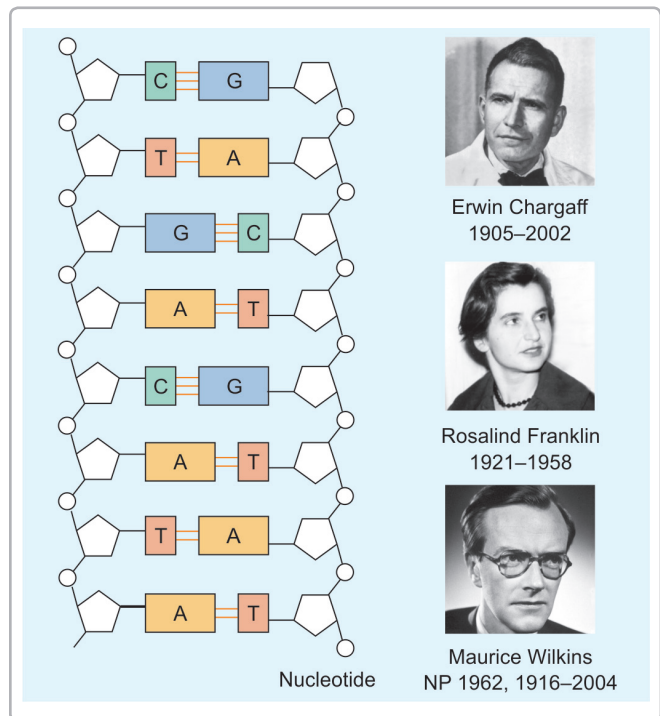 C G
T A
G C
A T
C G
A T
T A
A T
Nucleotide
Erwin Chargaff
1905–2002
Rosalind Franklin
1921–1958
Maurice Wilkins
NP 1962, 1916–2004